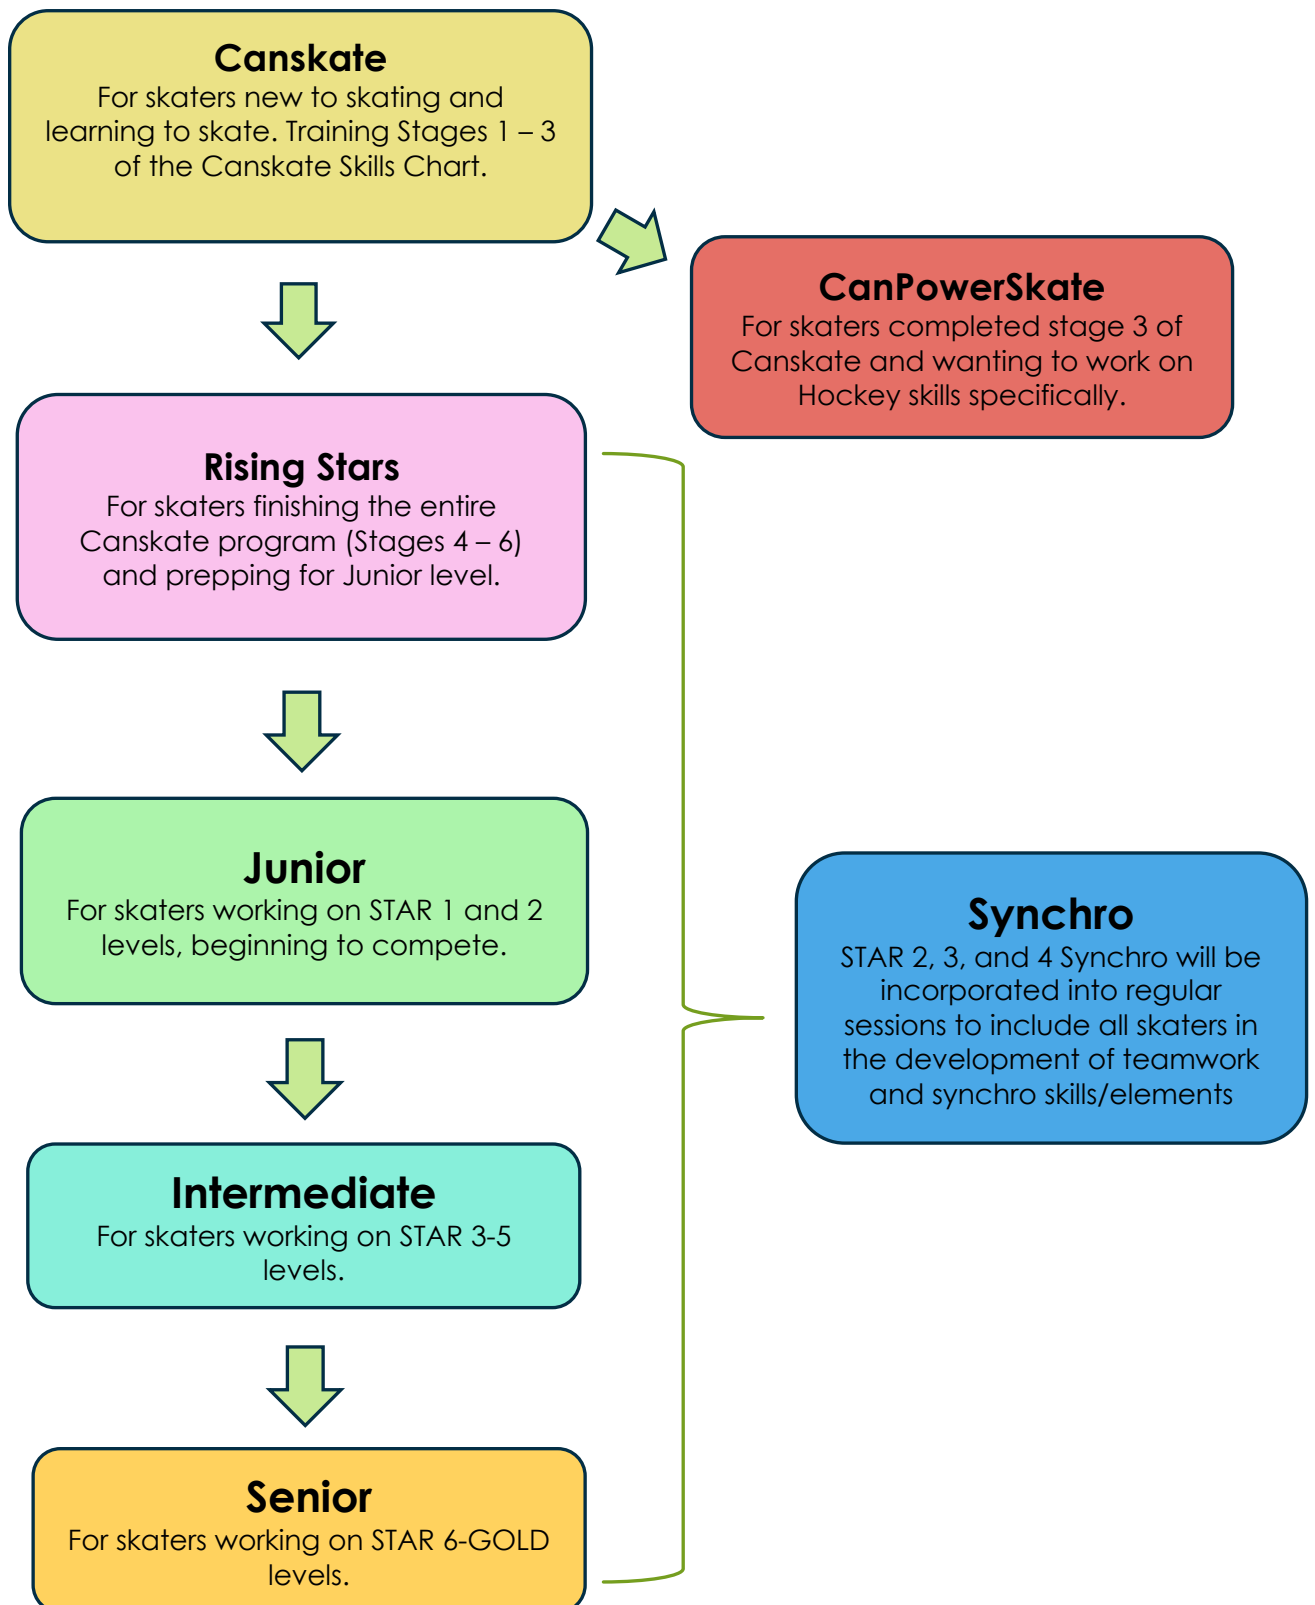 Canskate
For skaters new to skating and
learning to skate. Training Stages 1 – 3
of the Canskate Skills Chart.
CanPowerSkate
For skaters completed stage 3 of
Canskate and wanting to work on
Hockey skills specifically.
Rising Stars
For skaters finishing the entire
Canskate program (Stages 4 – 6)
and prepping for Junior level.
Junior
For skaters working on STAR 1 and 2
levels, beginning to compete.
Synchro
STAR 2, 3, and 4 Synchro will be
incorporated into regular
sessions to include all skaters in
the development of teamwork
and synchro skills/elements
Intermediate
For skaters working on STAR 3-5
levels.
Senior
For skaters working on STAR 6-GOLD
levels.